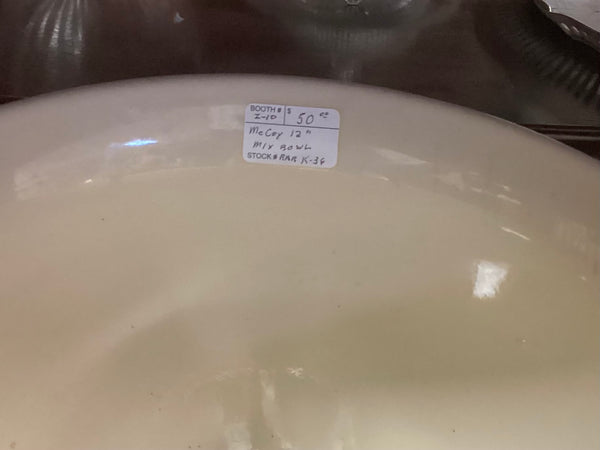 BOOTH # $
Z-10 50 00
McCoy 12"
MIX BOWL
STOCK # RAR K-36